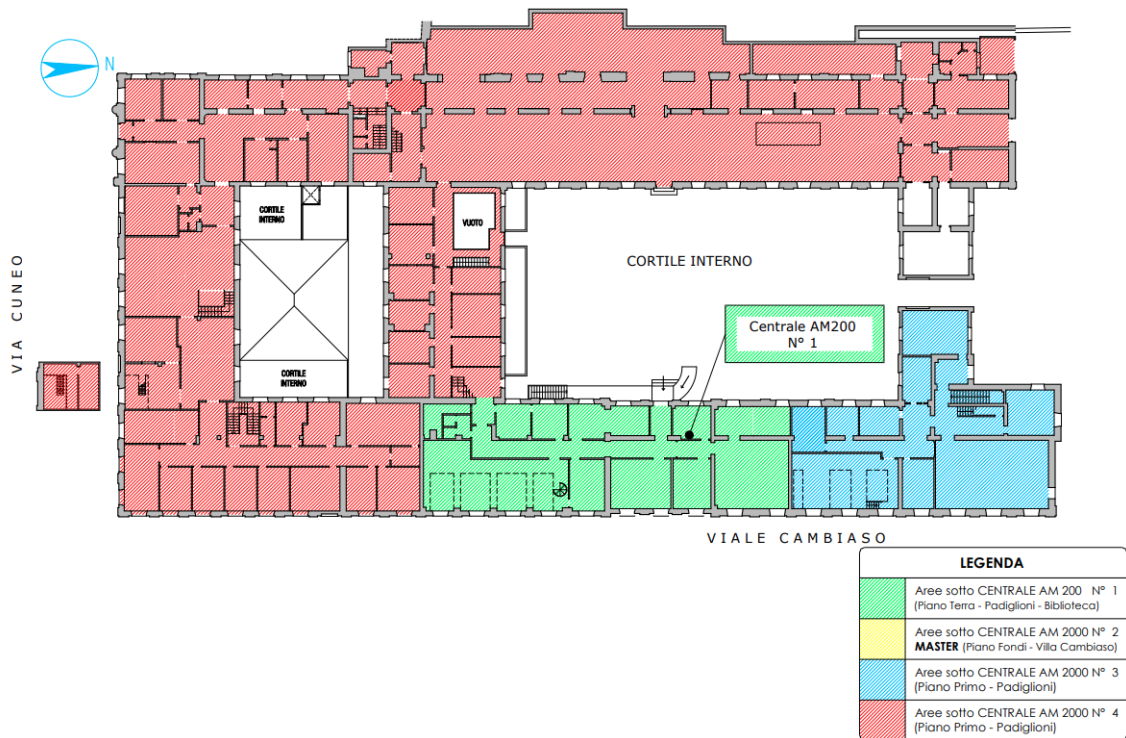 N
CORTILE
INTERNO
VUOTO
CORTILE INTERNO
VIA CUNEO
Centrale AM200
N° 1
CORTILE
INTERNO
VIALE CAMBIASO
LEGENDA
Aree sotto CENTRALE AM 200 N° 1
(Piano Terra - Padiglioni - Biblioteca)
Aree sotto CENTRALE AM 2000 N° 2
MASTER (Piano Fondi - Villa Cambiaso)
Aree sotto CENTRALE AM 2000 N° 3
(Piano Primo - Padiglioni)
Aree sotto CENTRALE AM 2000 N° 4
(Piano Primo - Padiglioni)